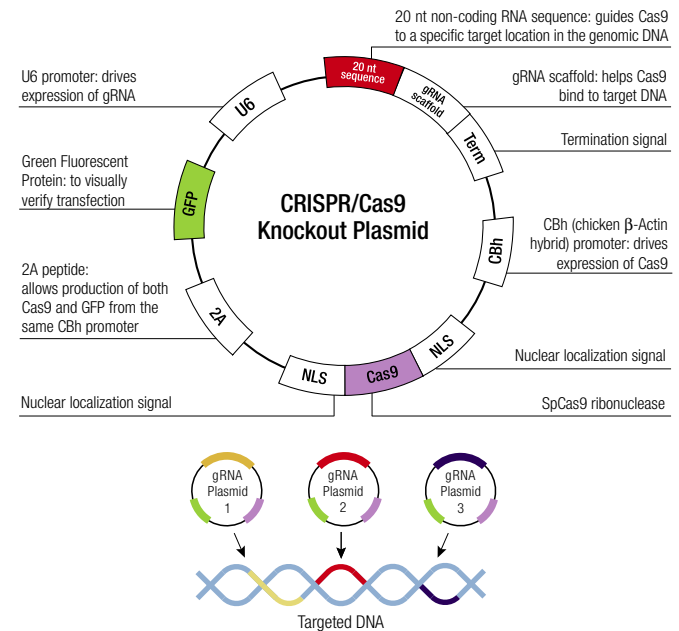 20 nt non-coding RNA sequence: guides Cas9
to a specific target location in the genomic DNA
U6 promoter: drives
expression of gRNA
gRNA scaffold: helps Cas9
bind to target DNA
Termination signal
20 nt
sequence
gRNA
scaffold
Term
U6
Green Fluorescent
Protein: to visually
verify transfection
GFP
CRISPR/Cas9
Knockout Plasmid
CBh
CBh (chicken β-Actin
hybrid) promoter: drives
expression of Cas9
2A peptide:
allows production of both
Cas9 and GFP from the
same CBh promoter
2A
NLS
Cas9
NLS
Nuclear localization signal
Nuclear localization signal
SpCas9 ribonuclease
gRNA
Plasmid
1
gRNA
Plasmid
2
gRNA
Plasmid
3
Targeted DNA